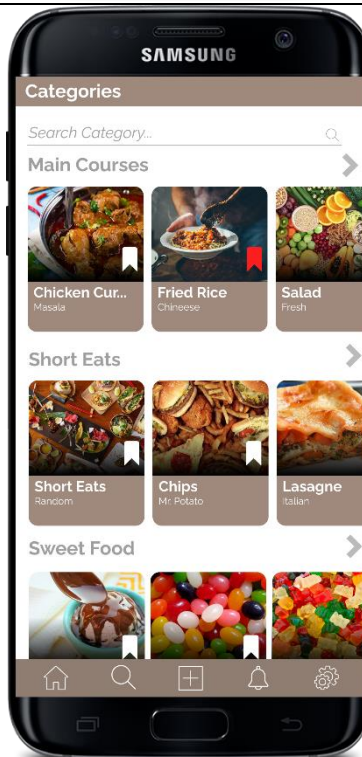 SAMSUNG
Categories
Search Category...
Main Courses
Chicken Cur...
Masala
Fried Rice
Chineese
Salad
Fresh
Short Eats
Short Eats
Random
Chips
Mr. Potato
Lasagne
Italian
Sweet Food